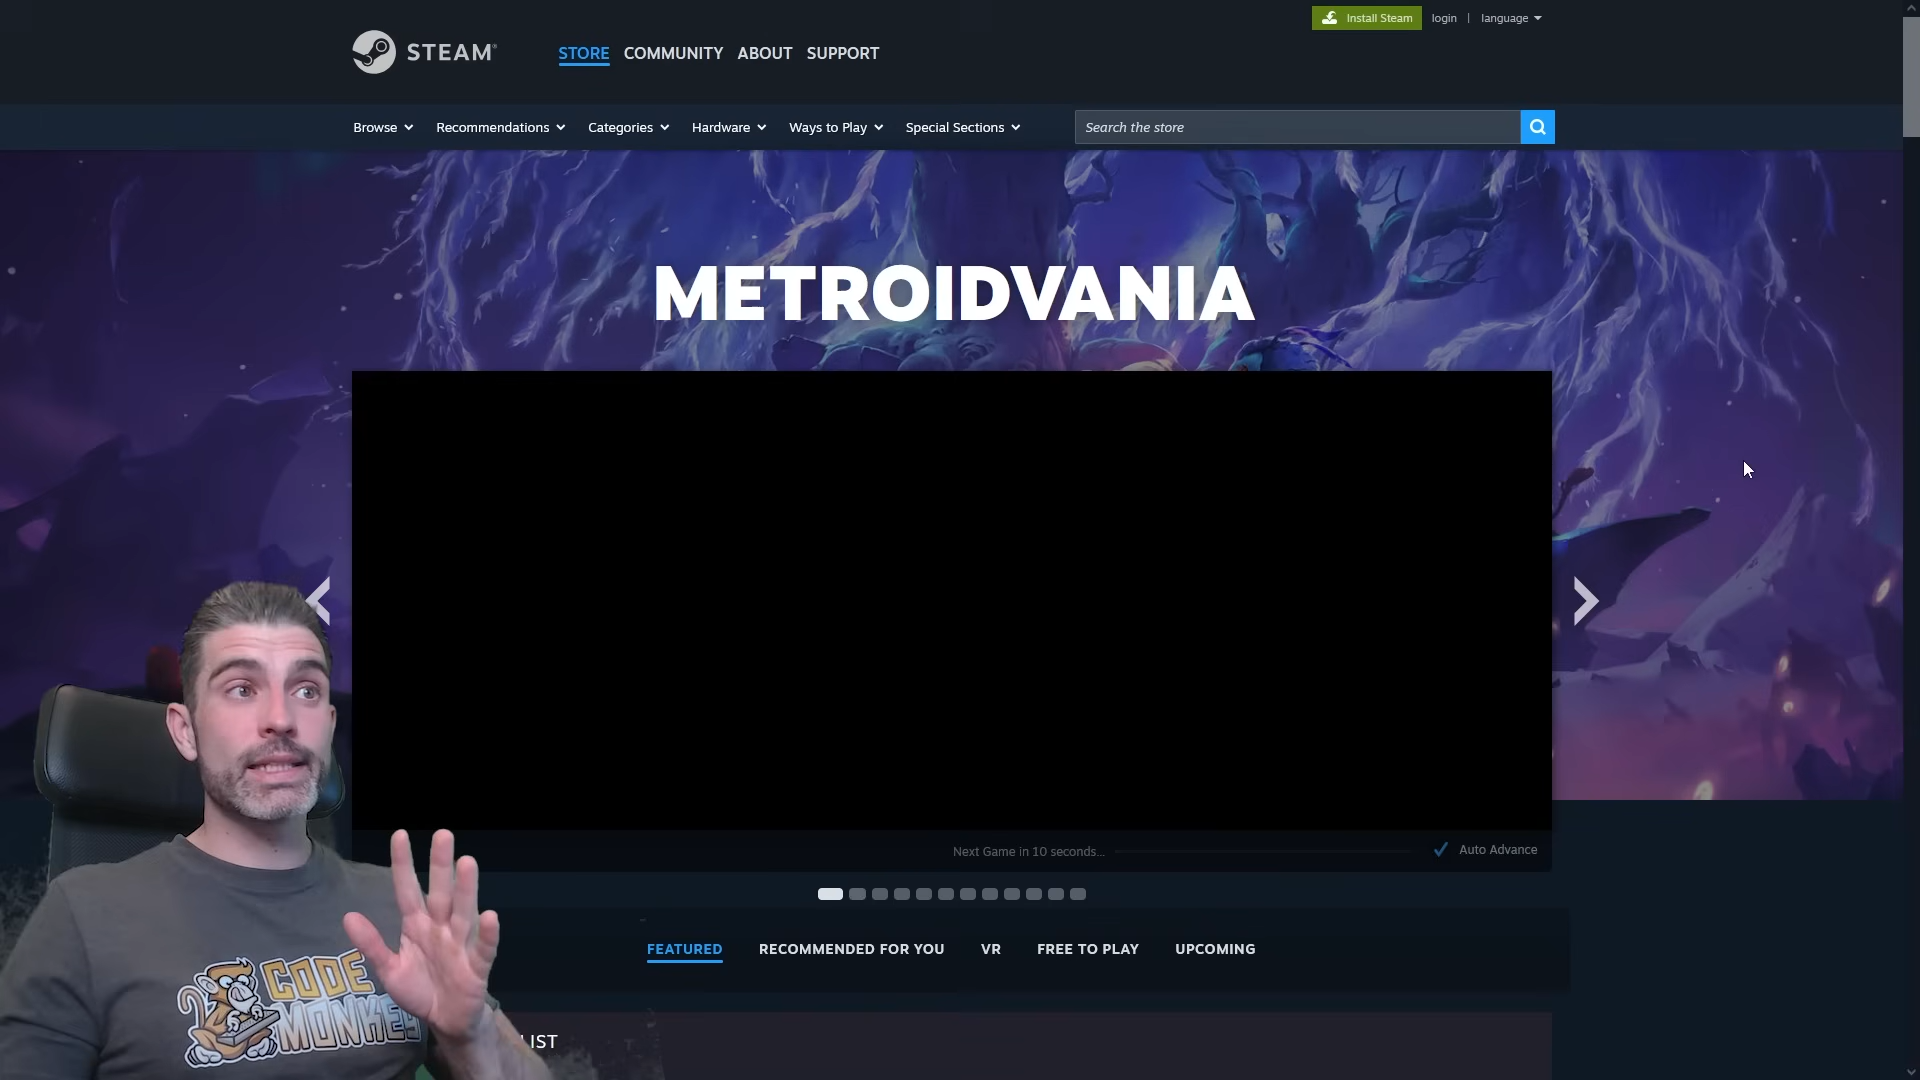 Install Steam
login | language
STEAM®
STORE COMMUNITY ABOUT SUPPORT
Browse Recommendations Categories Hardware Ways to Play Special Sections
Search the store
METROIDVANIA
Next Game in 10 seconds...
Auto Advance
FEATURED RECOMMENDED FOR YOU VR FREE TO PLAY UPCOMING
CODE
MONKEY
LIST